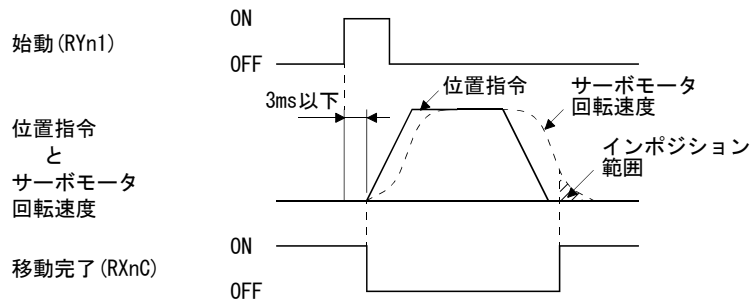 ON
始動(RYn1)
OFF
3ms以下
位置指令
サーボモータ
回転速度
位置指令
と
サーボモータ
回転速度
インポジション
範囲
ON
移動完了(RXnC)
OFF